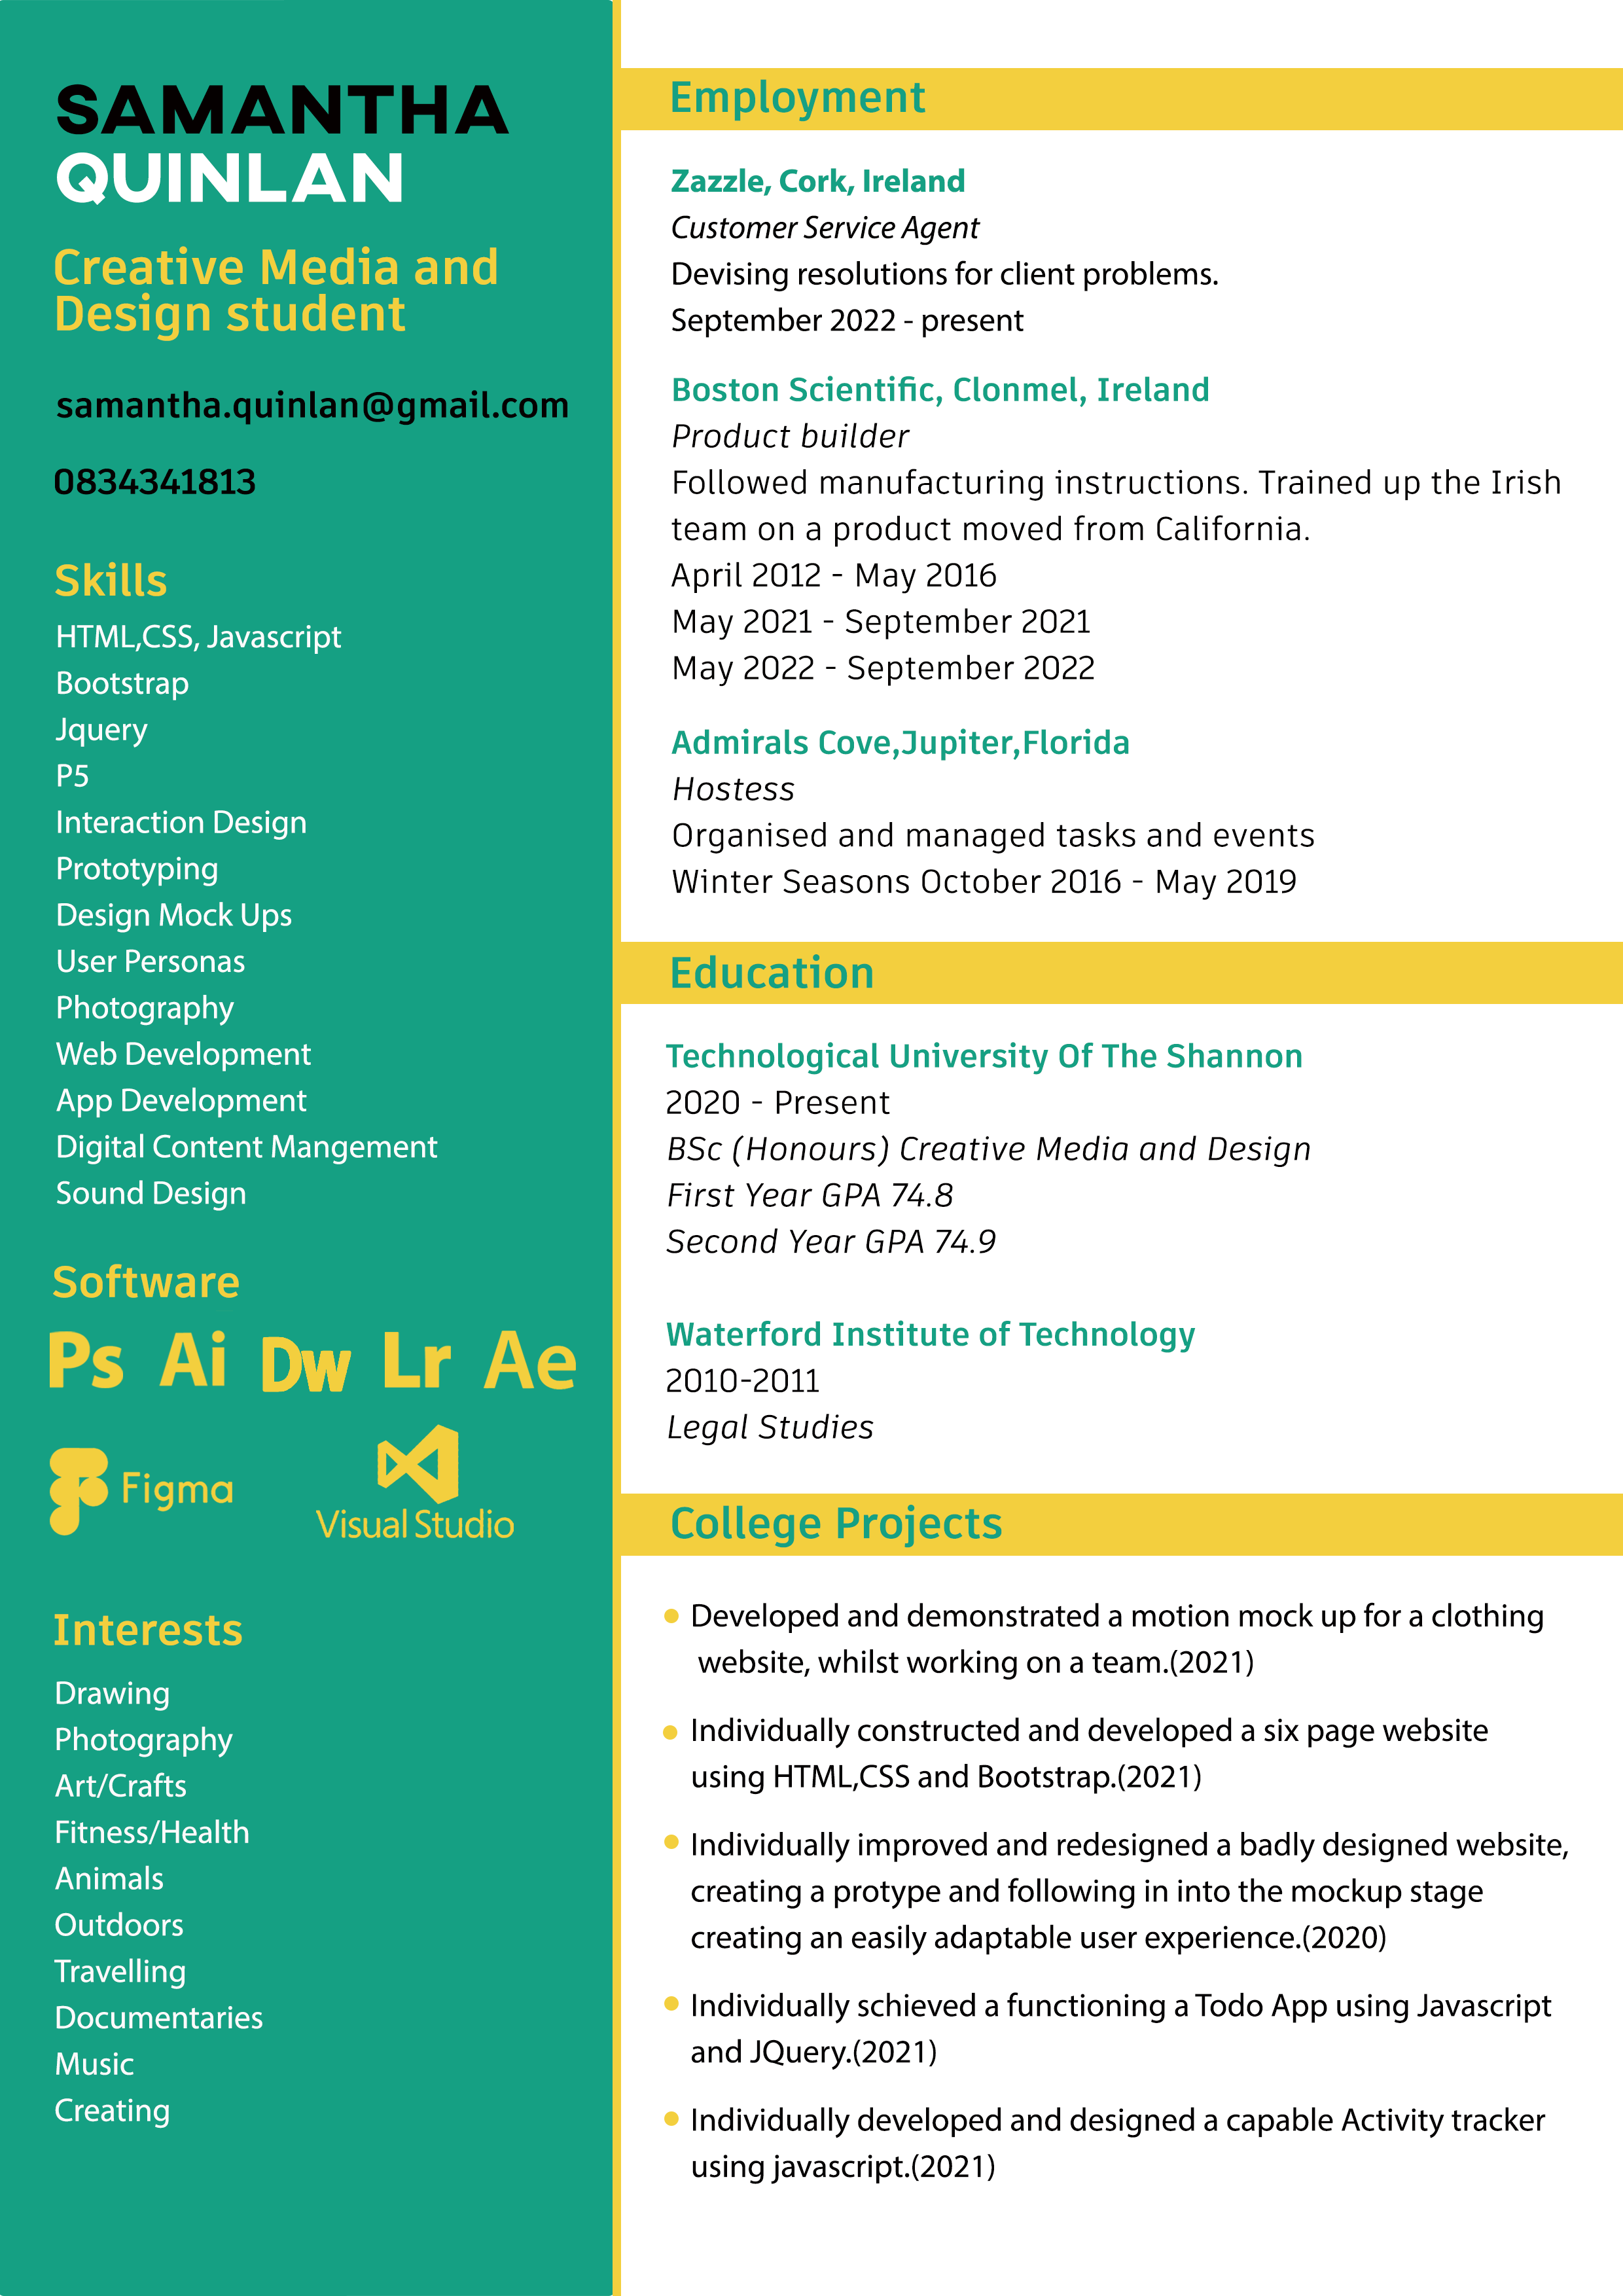 SAMANTHA
QUINLAN
Creative Media and
Design student
samantha.quinlan@gmail.com
0834341813
Skills
HTML,CSS, Javascript
Bootstrap
Jquery
P5
Interaction Design
Prototyping
Design Mock Ups
User Personas
Photography
Web Development
App Development
Digital Content Mangement
Sound Design
Software
Ps Ai Dw Lr Ae
Figma
Visual Studio
Interests
Drawing
Photography
Art/Crafts
Fitness/Health
Animals
Outdoors
Travelling
Documentaries
Music
Creating
Employment
Zazzle, Cork, Ireland
Customer Service Agent
Devising resolutions for client problems.
September 2022 - present
Boston Scientific, Clonmel, Ireland
Product builder
Followed manufacturing instructions. Trained up the Irish
team on a product moved from California.
April 2012 - May 2016
May 2021 - September 2021
May 2022 - September 2022
Admirals Cove,Jupiter,Florida
Hostess
Organised and managed tasks and events
Winter Seasons October 2016 - May 2019
Education
Technological University Of The Shannon
2020 - Present
BSc (Honours) Creative Media and Design
First Year GPA 74.8
Second Year GPA 74.9
Waterford Institute of Technology
2010-2011
Legal Studies
College Projects
Developed and demonstrated a motion mock up for a clothing
website, whilst working on a team.(2021)
Individually constructed and developed a six page website
using HTML,CSS and Bootstrap.(2021)
Individually improved and redesigned a badly designed website,
creating a protype and following in into the mockup stage
creating an easily adaptable user experience.(2020)
Individually schieved a functioning a Todo App using Javascript
and JQuery.(2021)
Individually developed and designed a capable Activity tracker
using javascript.(2021)